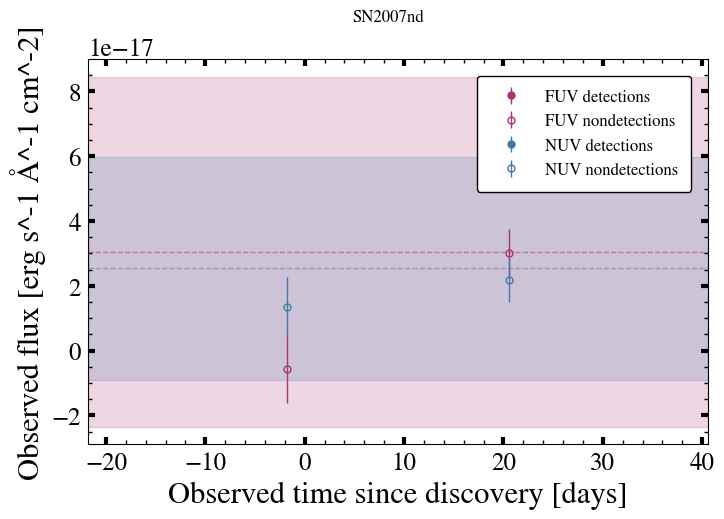 SN2007nd
1e−17
Observed flux [erg s^-1 Å^-1 cm^-2]
8
6
4
2
0
−2
FUV detections
FUV nondetections
NUV detections
NUV nondetections
−20 −10 0 10 20 30 40
Observed time since discovery [days]